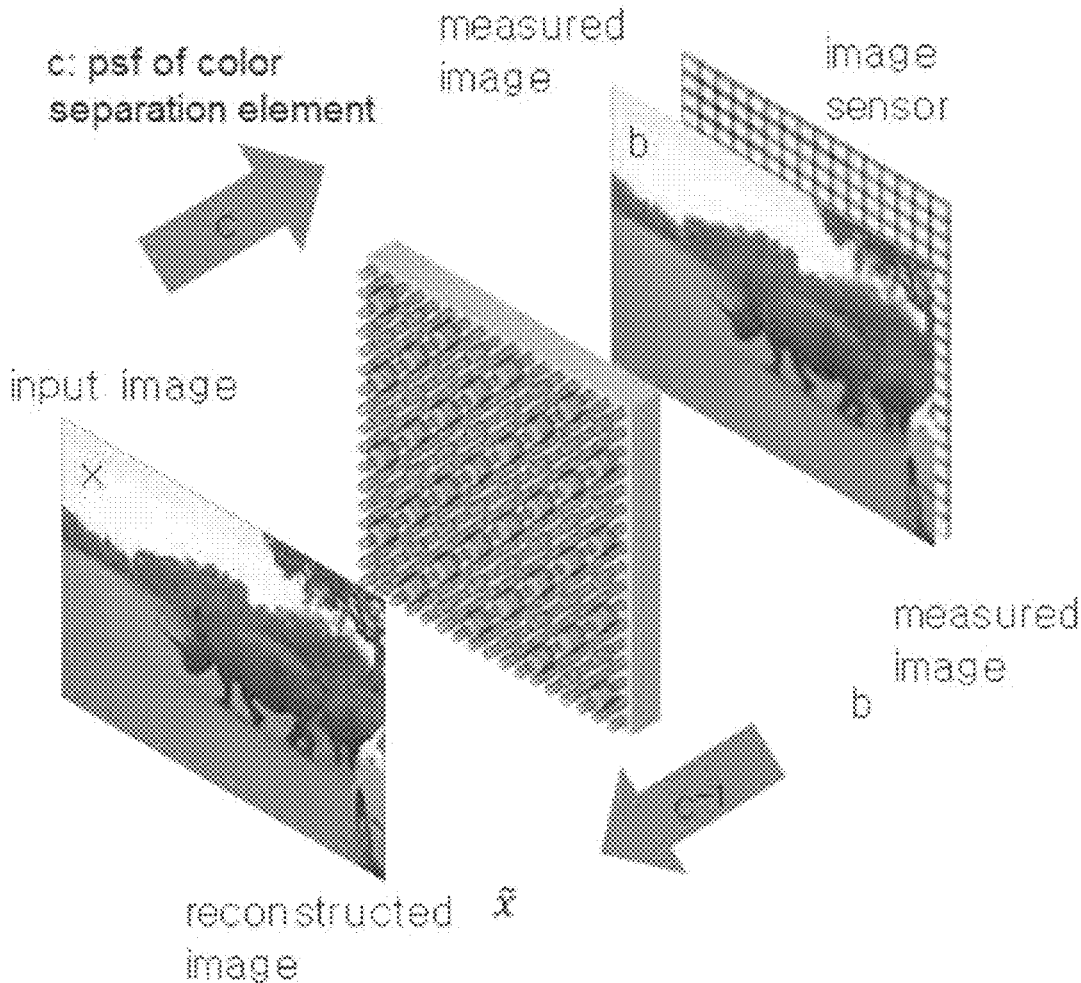 measured
image
c: psf of color
separation element
image
sensor
b
c
input image
x
measured
image
b
c-1
reconstructed x̂
image